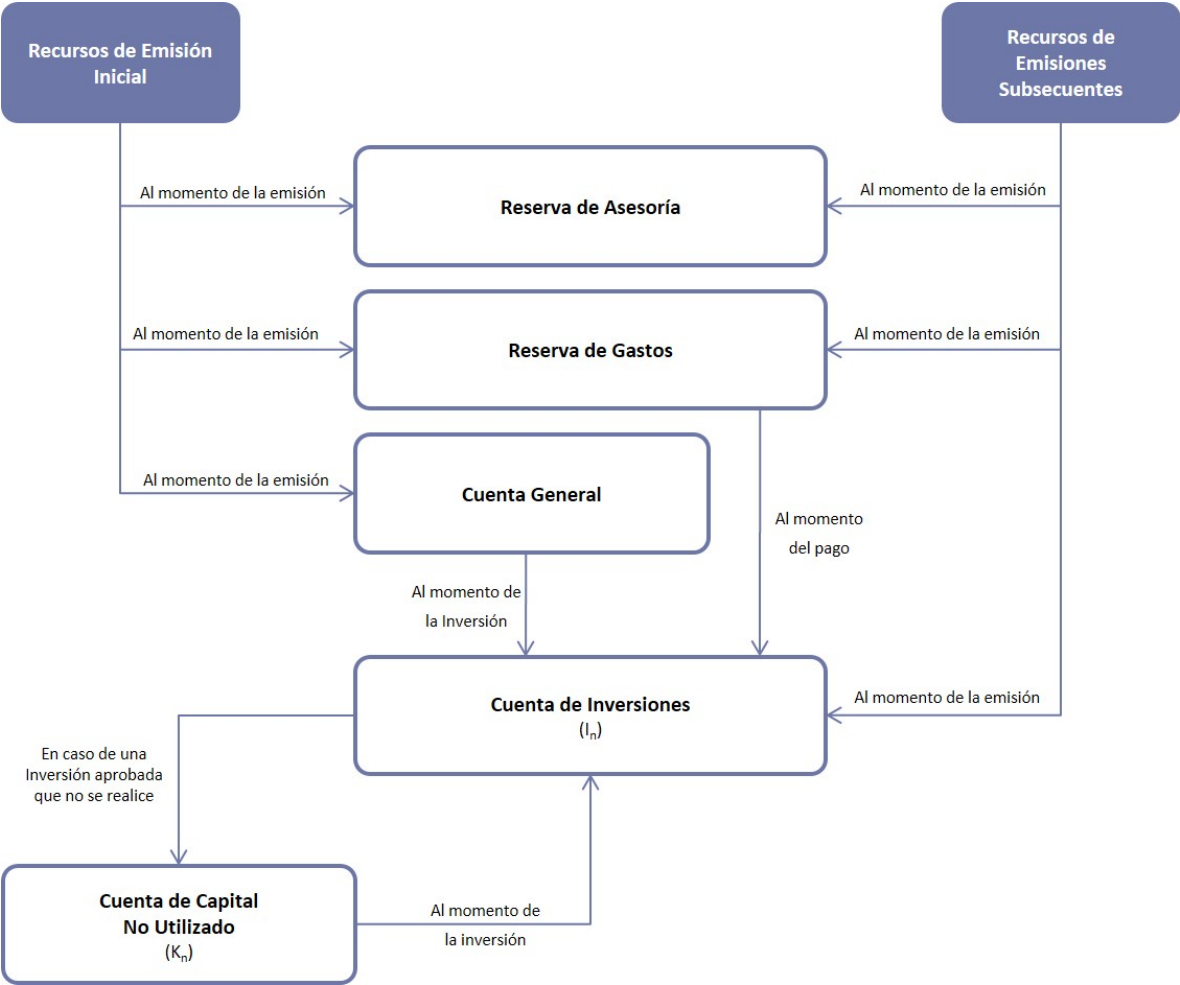 Recursos de Emisión
Inicial
Recursos de
Emisiones
Subsecuentes
Al momento de la emisión
Reserva de Asesoría
Al momento de la emisión
Al momento de la emisión
Reserva de Gastos
Al momento de la emisión
Al momento de la emisión
Cuenta General
Al momento
del pago
Al momento de
la Inversión
Cuenta de Inversiones
(In)
Al momento de la emisión
En caso de una
Inversión aprobada
que no se realice
Cuenta de Capital
No Utilizado
(Kn)
Al momento de
la inversión